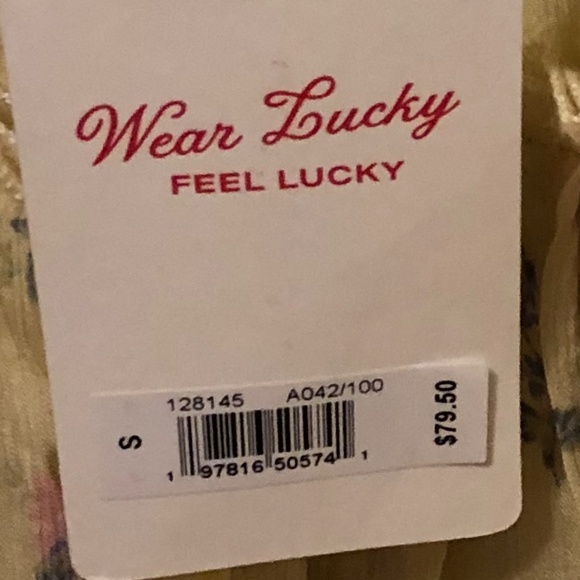 Wear Lucky
FEEL LUCKY
128145 A042/100
S
$79.50
1 97816 50574 1